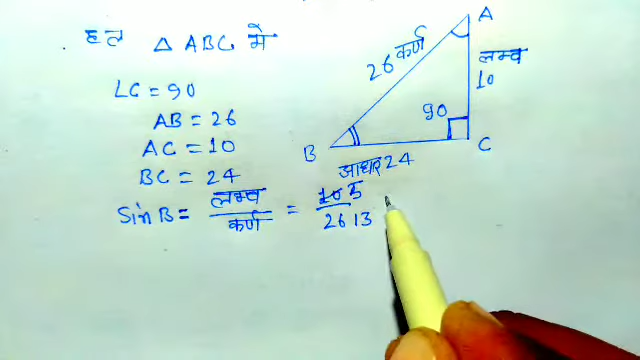 हल △ ABC में
LC = 90
AB = 26
AC = 10
BC = 24
Sin B = लम्ब / कर्ण = 10 5 / 26 13
A
26 कर्ण
लम्ब
10
90
B
C
आधार 24